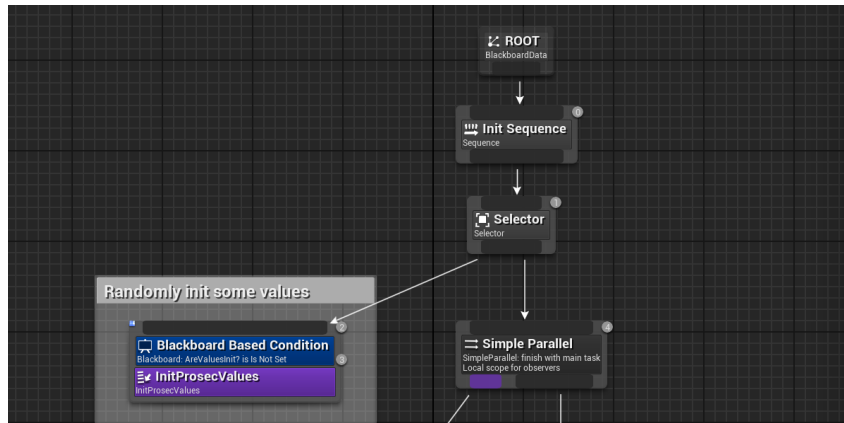 ROOT
BlackboardData
0
Init Sequence
Sequence
1
Selector
Selector
Randomly init some values
2
Blackboard Based Condition
Blackboard: AreValuesInit? is Is Not Set
3
InitProsecValues
InitProsecValues
4
Simple Parallel
SimpleParallel: finish with main task
Local scope for observers